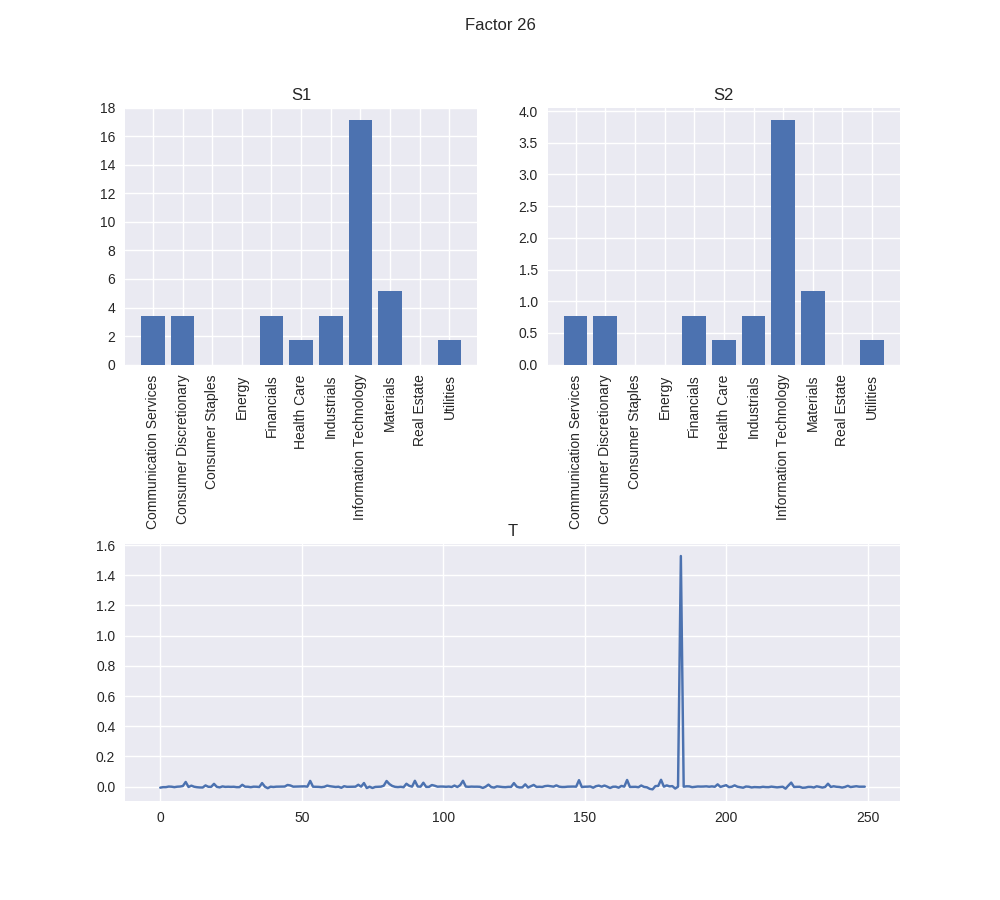 Factor 26
S1
S2
18
16
14
12
10
8
6
4
2
0
4.0
3.5
3.0
2.5
2.0
1.5
1.0
0.5
0.0
Communication Services
Consumer Discretionary
Consumer Staples
Energy
Financials
Health Care
Industrials
Information Technology
Materials
Real Estate
Utilities
Communication Services
Consumer Discretionary
Consumer Staples
Energy
Financials
Health Care
Industrials
Information Technology
Materials
Real Estate
Utilities
T
1.6
1.4
1.2
1.0
0.8
0.6
0.4
0.2
0.0
0 50 100 150 200 250